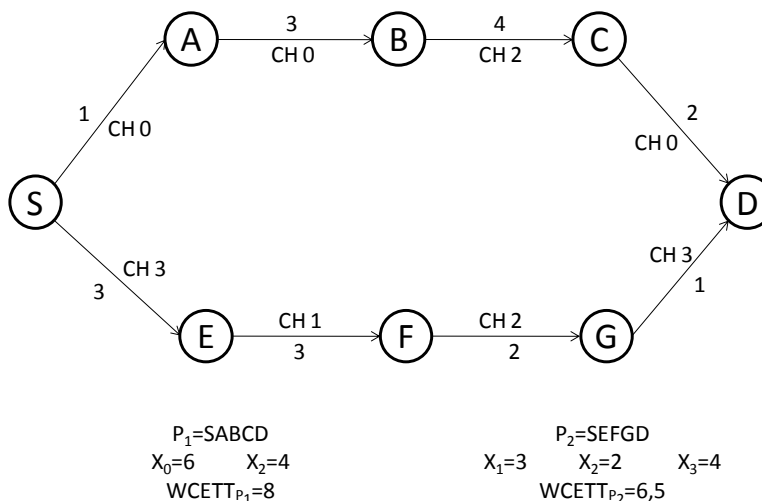 A
3
CH 0
B
4
CH 2
C
1
CH 0
2
CH 0
S
D
CH 3
3
CH 3
1
E
CH 1
3
F
CH 2
2
G
P₁=SABCD
X₀=6 X₂=4
WCETT_P₁=8
P₂=SEFGD
X₁=3 X₂=2 X₃=4
WCETT_P₂=6,5